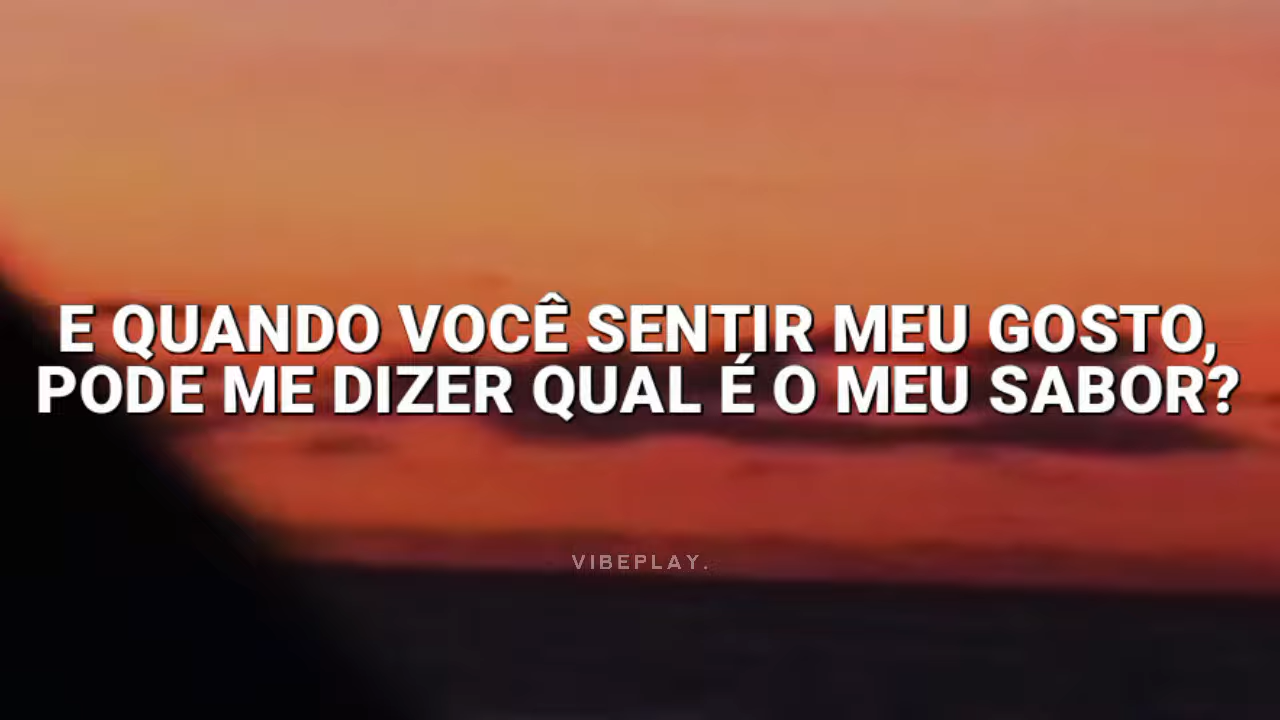 E QUANDO VOCÊ SENTIR MEU GOSTO,
PODE ME DIZER QUAL É O MEU SABOR?
VIBEPLAY.